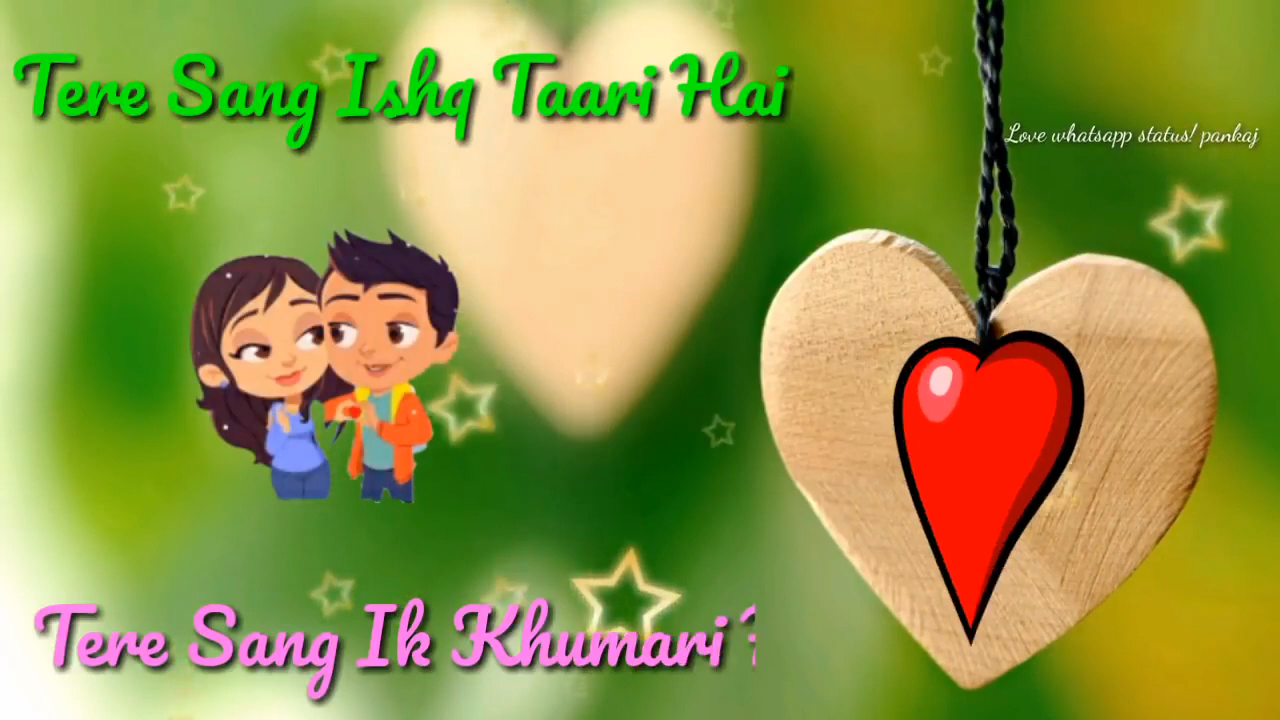 Tere Sang Ishq Taari Hai
Love whatsapp status! pankaj
Tere Sang Ik Khumari